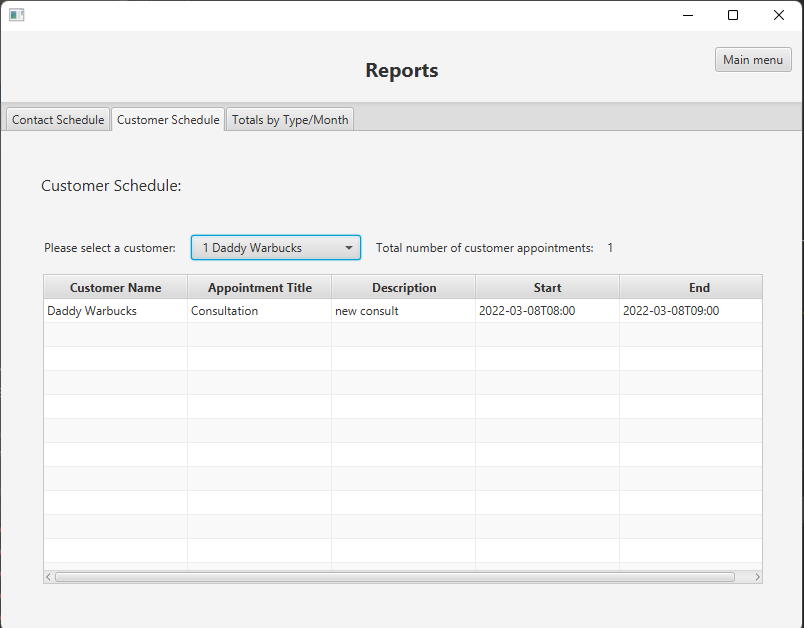 Reports
Main menu
Contact Schedule Customer Schedule Totals by Type/Month
Customer Schedule:
Please select a customer: 1 Daddy Warbucks Total number of customer appointments: 1
Customer Name Appointment Title Description Start End
Daddy Warbucks Consultation new consult 2022-03-08T08:00 2022-03-08T09:00